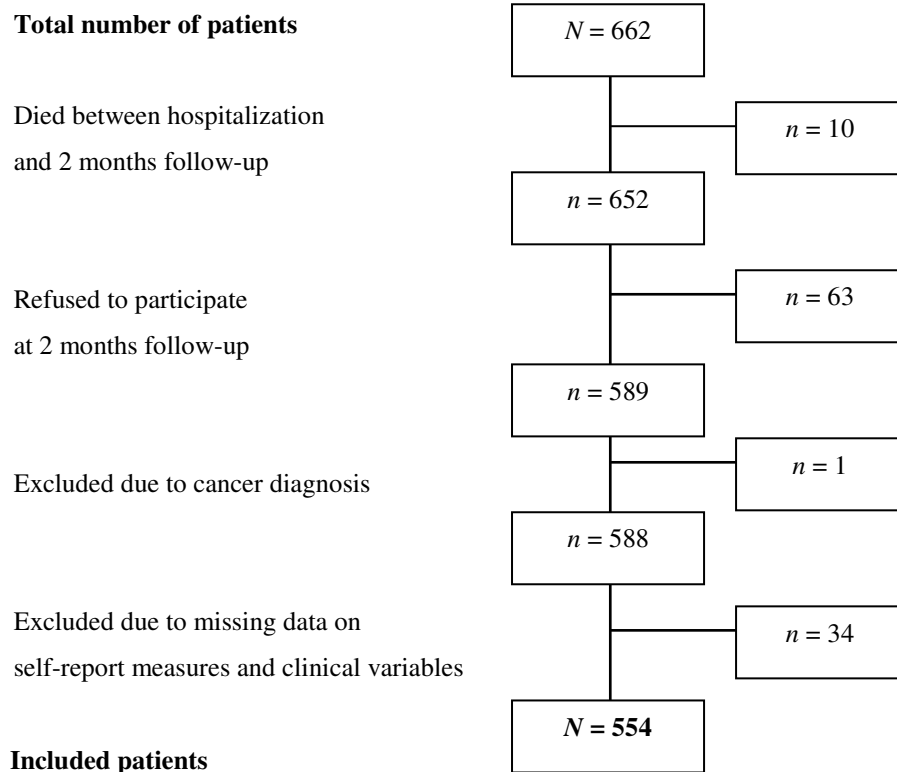 Total number of patients
N = 662
Died between hospitalization
and 2 months follow-up
n = 10
n = 652
Refused to participate
at 2 months follow-up
n = 63
n = 589
Excluded due to cancer diagnosis
n = 1
n = 588
Excluded due to missing data on
self-report measures and clinical variables
n = 34
N = 554
Included patients